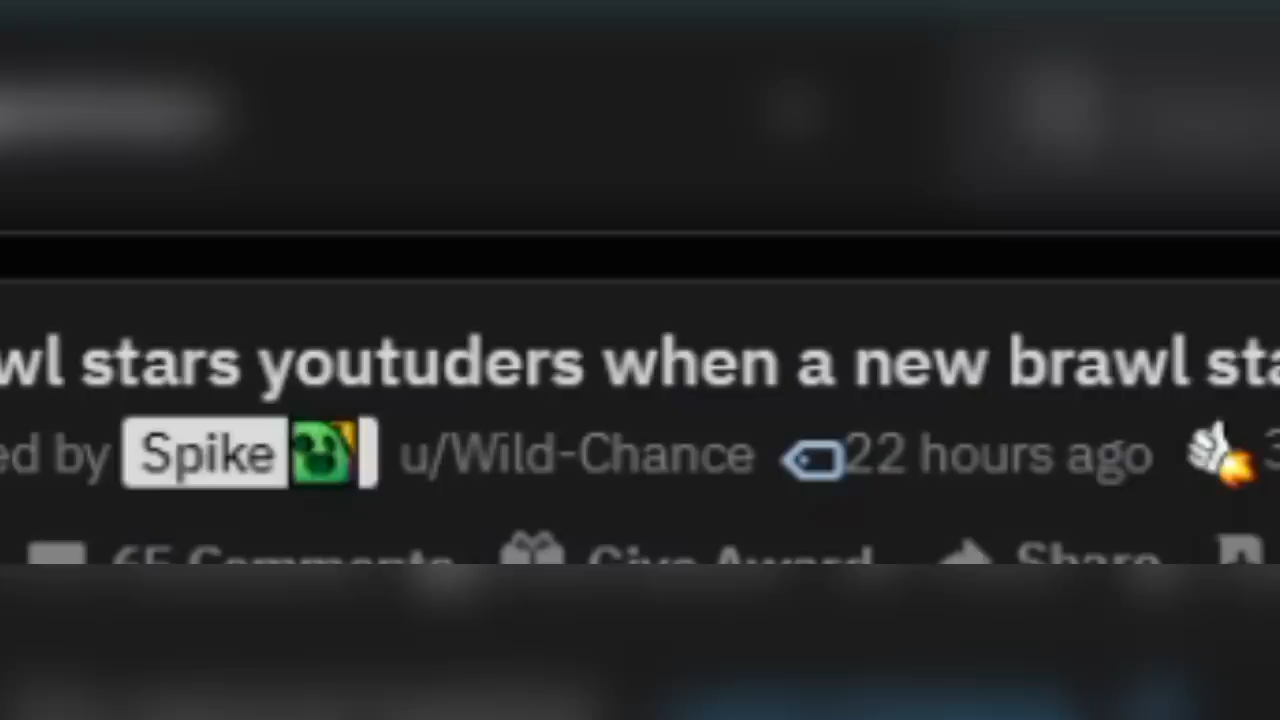 wl stars youtuders when a new brawl sta
ed by Spike u/Wild-Chance 22 hours ago 3
65 Comments Give Award Share